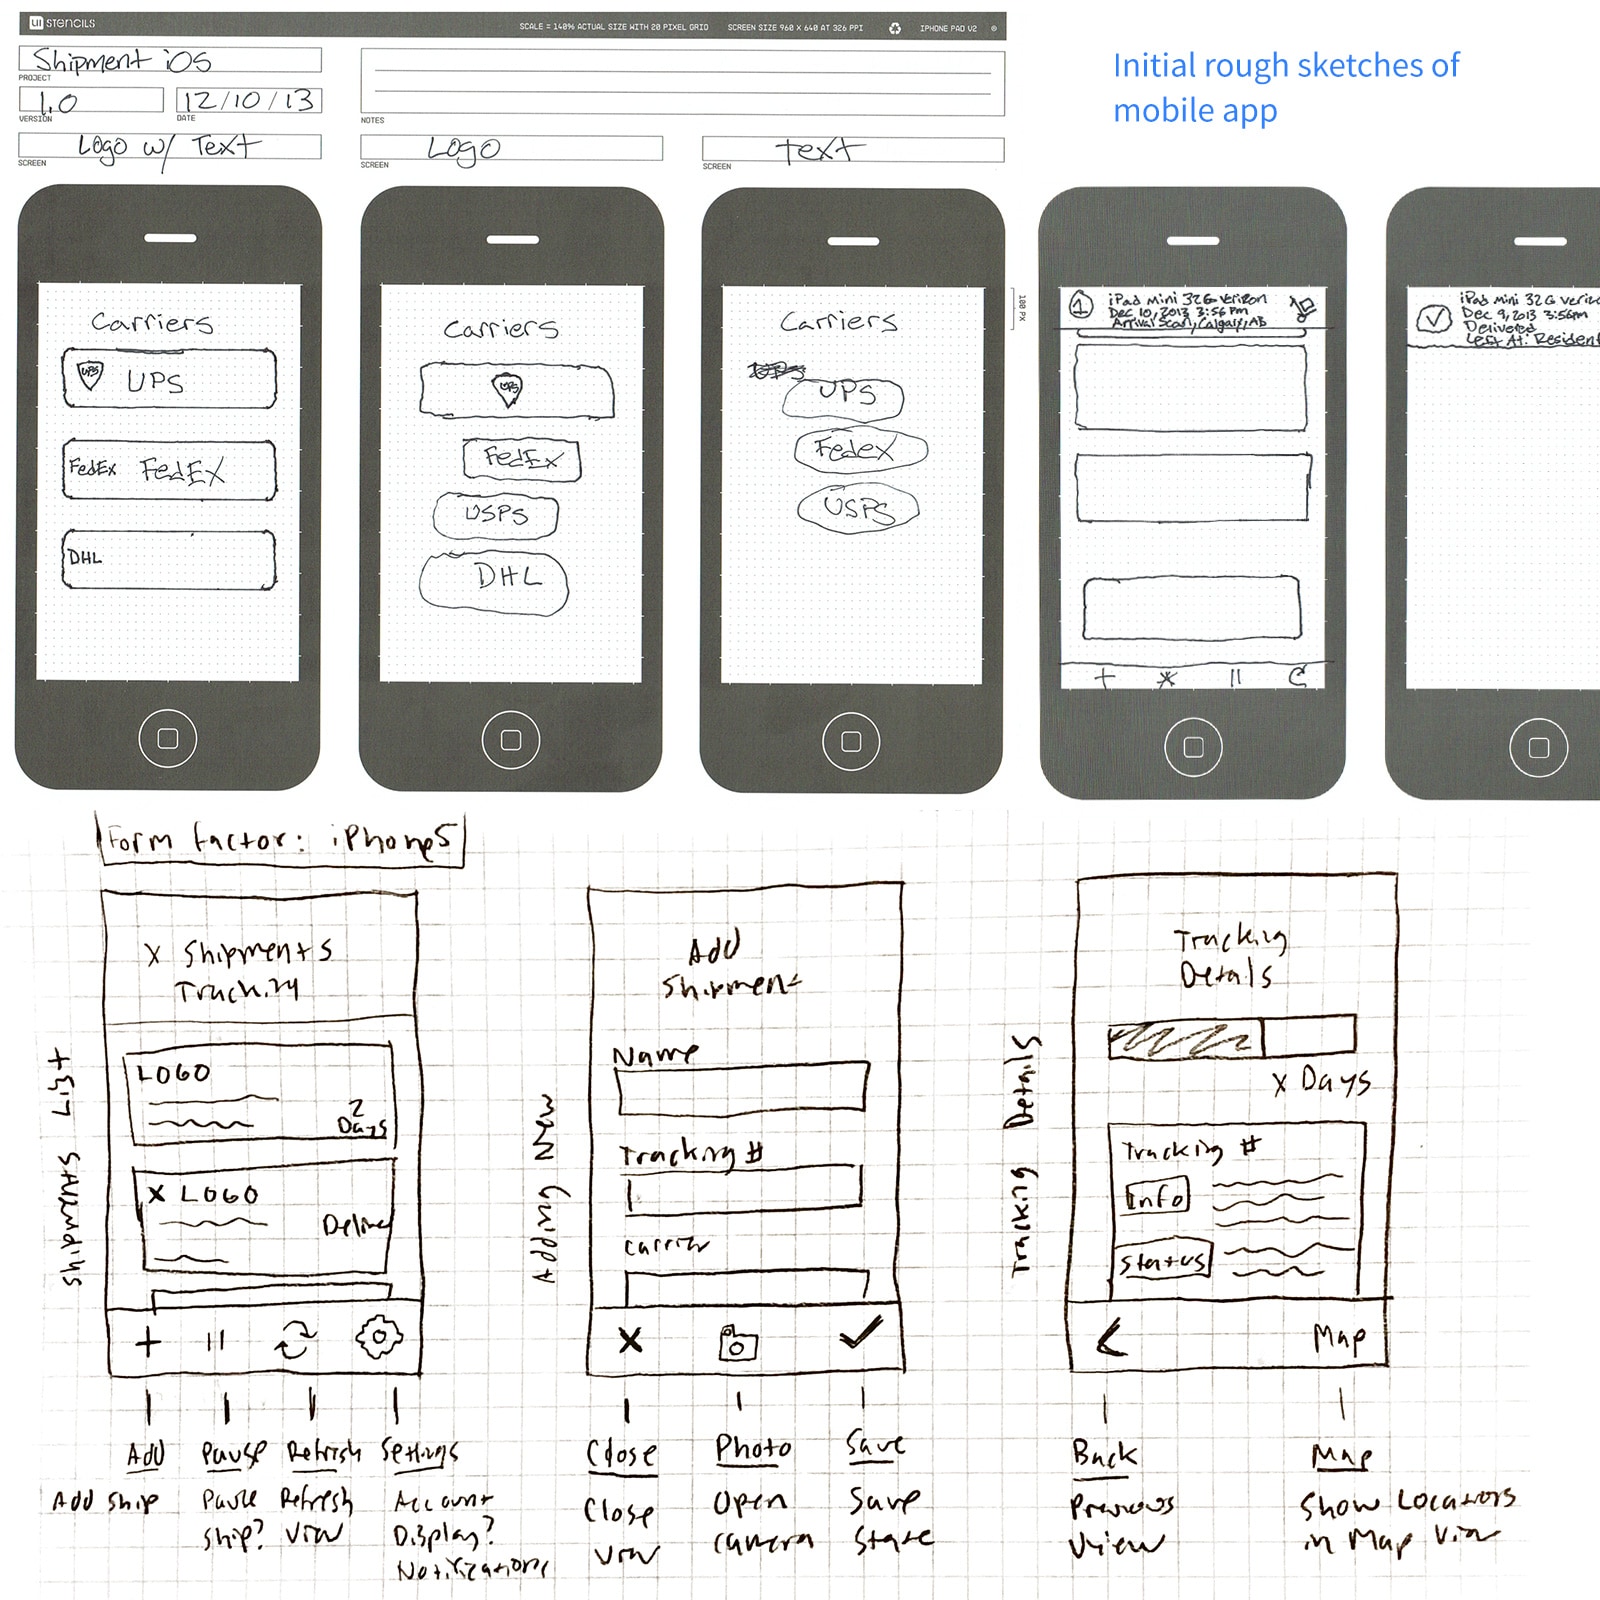 UI STENCILS
SCALE = 140% ACTUAL SIZE WITH 20 PIXEL GRID
SCREEN SIZE 960 X 640 AT 326 PPI
IPHONE PAD V2
Initial rough sketches of
mobile app
Shipment iOS
PROJECT
1.0
VERSION
12/10/13
DATE
NOTES
Logo w/ Text
SCREEN
Logo
SCREEN
text
SCREEN
Carriers
UPS
UPS
FedEx
FedEx
DHL
Carriers
UPS
FedEx
USPS
DHL
Carriers
UPS
Fedex
USPS
100 PX
1
iPad mini 32G verizon
Dec 10, 2013 3:56 pm
Arrival Scan, Calgary, AB
iPad mini 32G veriz
Dec 9, 2013 3:56pm
Delivered
Left At: Resident
Form factor: iPhone5
Shipments List
X Shipments
Tracking
LOGO
2
Days
X LOGO
Deliver
Add
Add ship
Pause
Pause
ship?
Refresh
Refresh
View
Settings
Account
Display?
Notifications
Adding New
Add
Shipment
Name
Tracking #
carrier
Close
Close
View
Photo
Open
camera
Save
Save
State
Tracking Details
Tracking
Details
X Days
Tracking #
Info
Status
Map
Back
Previous
View
Map
Show Locations
in Map View